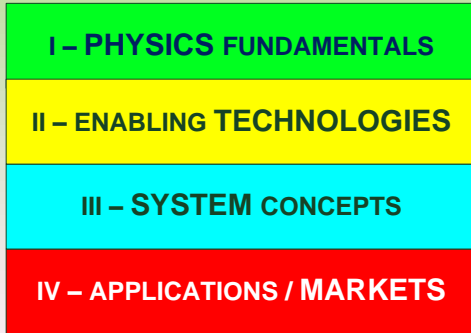 I – PHYSICS FUNDAMENTALS
II – ENABLING TECHNOLOGIES
III – SYSTEM CONCEPTS
IV – APPLICATIONS / MARKETS